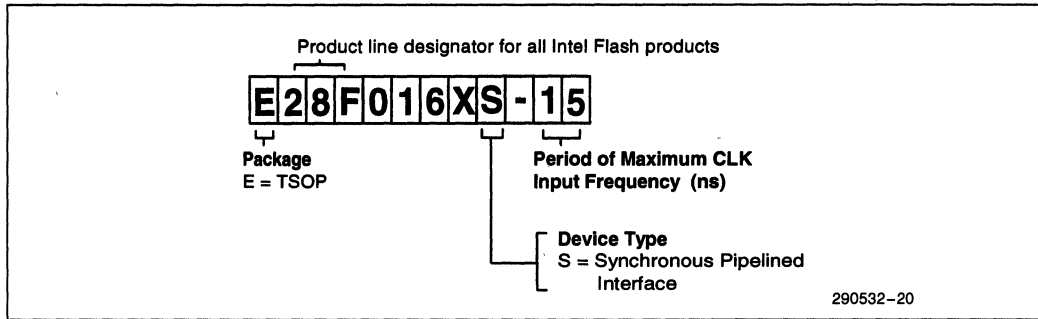 Product line designator for all Intel Flash products
E28F016XS-15
Package
E = TSOP
Period of Maximum CLK
Input Frequency (ns)
Device Type
S = Synchronous Pipelined
Interface
290532-20